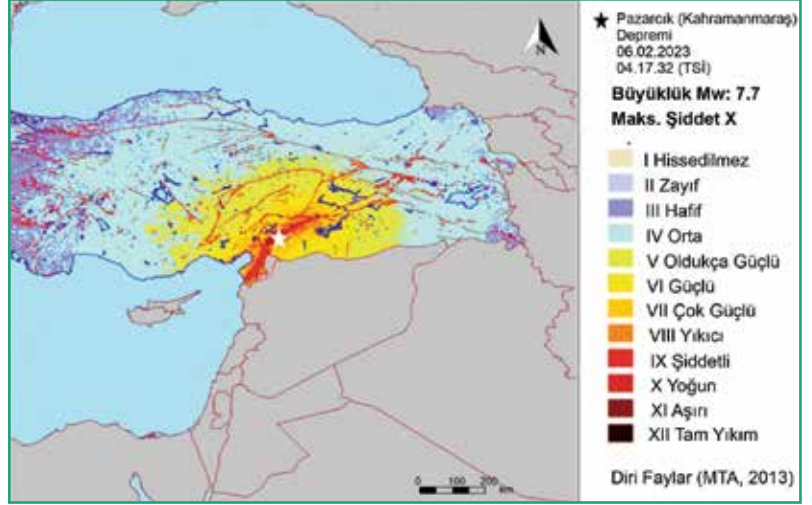 N
Pazarcık (Kahramanmaraş)
Depremi
06.02.2023
04.17.32 (TSİ)
Büyüklük Mw: 7.7
Maks. Şiddet X
I Hissedilmez
II Zayıf
III Hafif
IV Orta
V Oldukça Güçlü
VI Güçlü
VII Çok Güçlü
VIII Yıkıcı
IX Şiddetli
X Yoğun
XI Aşırı
XII Tam Yıkım
Diri Faylar (MTA, 2013)
0 100 200
km